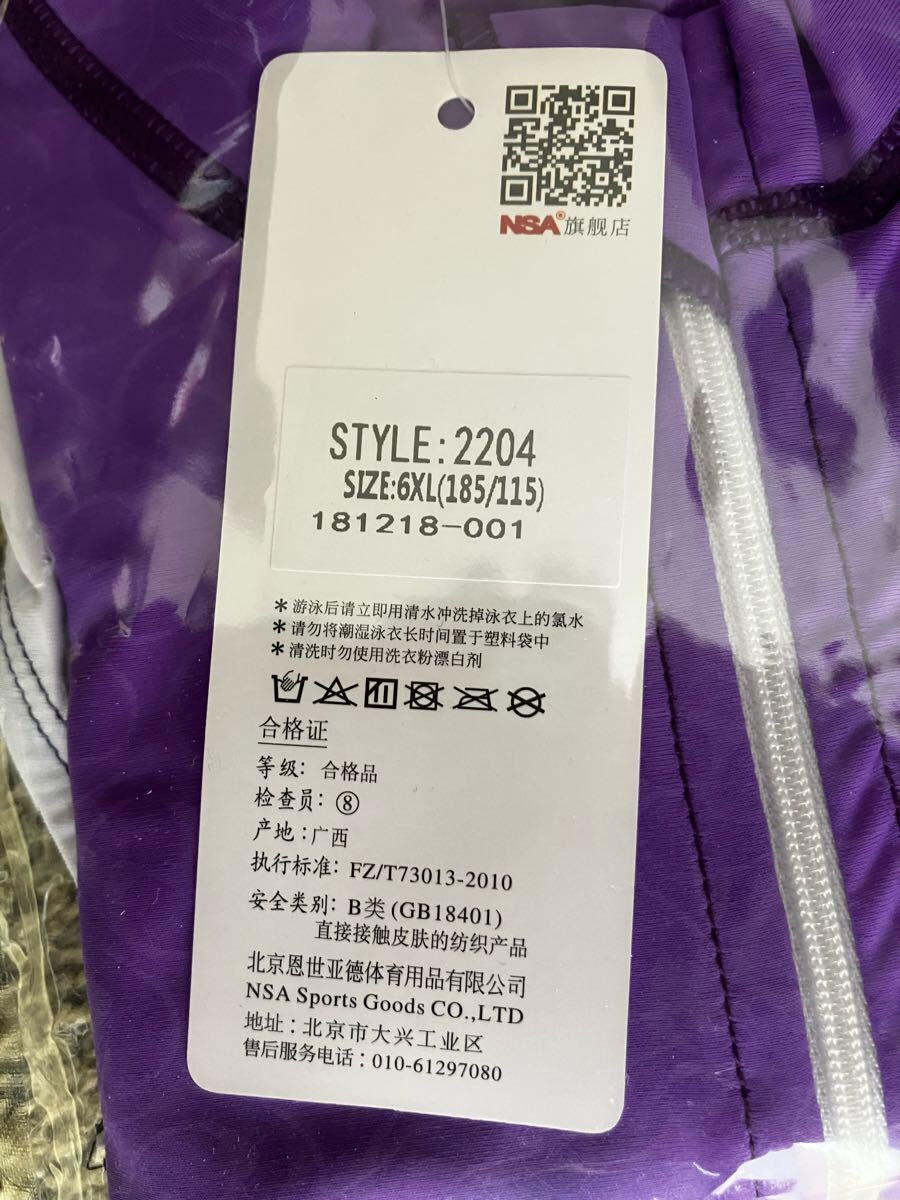 NSA®旗舰店
STYLE:2204
SIZE:6XL(185/115)
181218-001
*游泳后请立即用清水冲洗掉泳衣上的氯水
*请勿将潮湿泳衣长时间置于塑料袋中
*清洗时勿使用洗衣粉漂白剂
合格证
等级: 合格品
检查员: ⑧
产地: 广西
执行标准: FZ/T73013-2010
安全类别: B类(GB18401)
直接接触皮肤的纺织产品
北京恩世亚德体育用品有限公司
NSA Sports Goods CO.,LTD
地址: 北京市大兴工业区
售后服务电话: 010-61297080